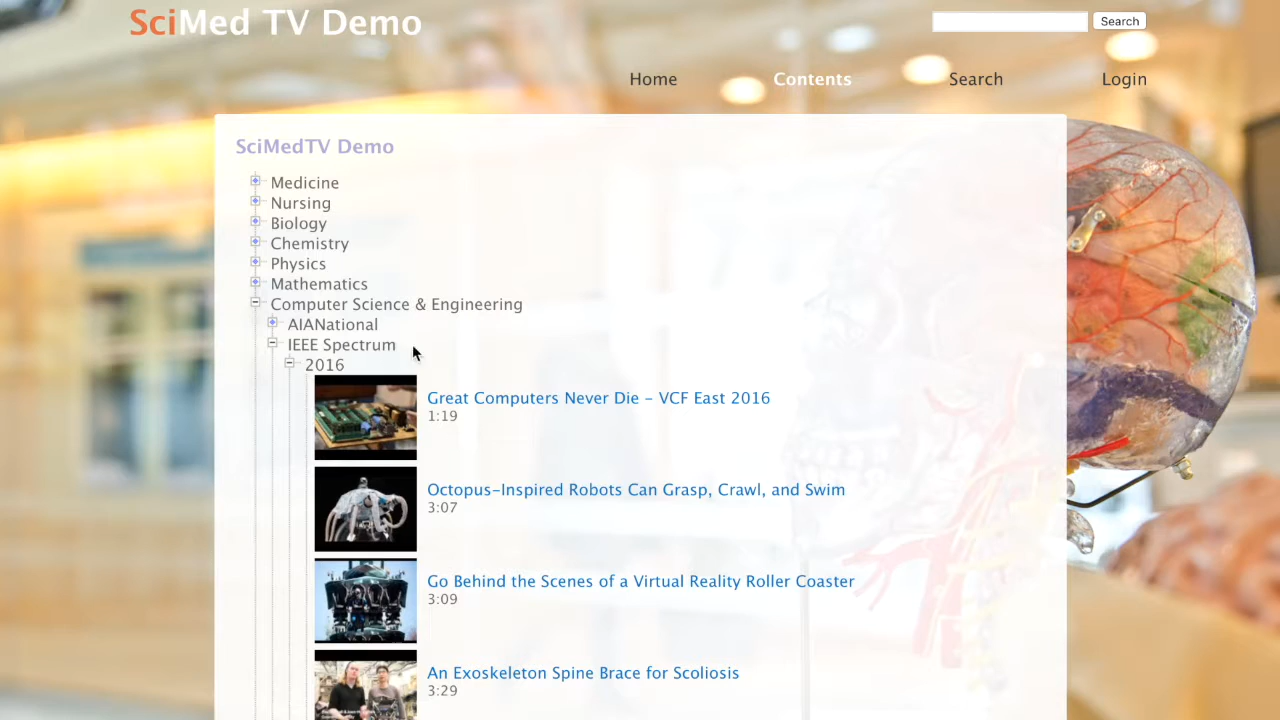 SciMed TV Demo
Search
Home Contents Search Login
SciMedTV Demo
Medicine
Nursing
Biology
Chemistry
Physics
Mathematics
Computer Science & Engineering
AIANational
IEEE Spectrum
2016
Great Computers Never Die – VCF East 2016
1:19
Octopus-Inspired Robots Can Grasp, Crawl, and Swim
3:07
Go Behind the Scenes of a Virtual Reality Roller Coaster
3:09
An Exoskeleton Spine Brace for Scoliosis
3:29